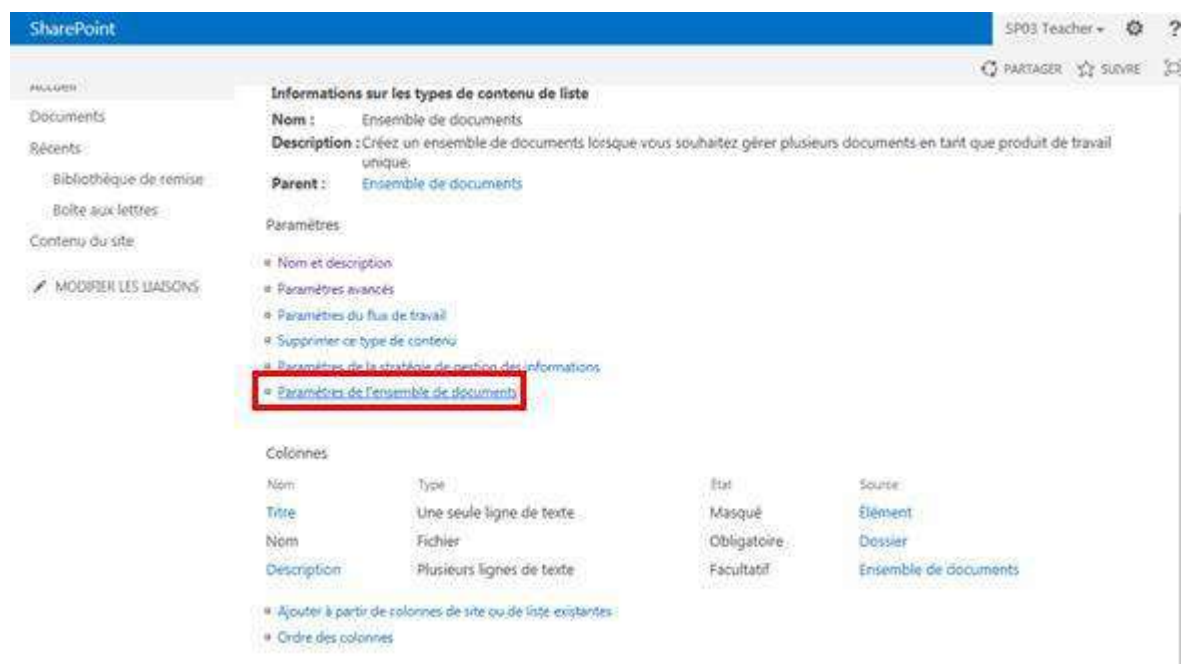 SharePoint
SP03 Teacher
?
PARTAGER SUIVRE
Accueil
Documents
Récents
Bibliothèque de remise
Boîte aux lettres
Contenu du site
MODIFIER LES LIAISONS
Informations sur les types de contenu de liste
Nom : Ensemble de documents
Description : Créez un ensemble de documents lorsque vous souhaitez gérer plusieurs documents en tant que produit de travail
unique.
Parent : Ensemble de documents
Paramètres
Nom et description
Paramètres avancés
Paramètres du flux de travail
Supprimer ce type de contenu
Paramètres de la stratégie de gestion des informations
Paramètres de l'ensemble de documents
Colonnes
Nom Type État Source
Titre Une seule ligne de texte Masqué Élément
Nom Fichier Obligatoire Dossier
Description Plusieurs lignes de texte Facultatif Ensemble de documents
Ajouter à partir de colonnes de site ou de liste existantes
Ordre des colonnes